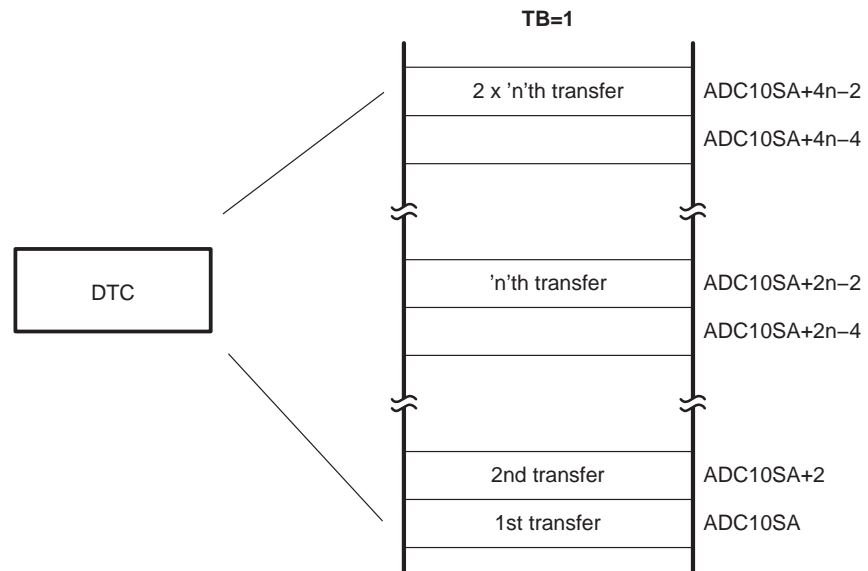 TB=1
2 x ’n’th transfer
ADC10SA+4n−2
ADC10SA+4n−4
DTC
’n’th transfer
ADC10SA+2n−2
ADC10SA+2n−4
2nd transfer
ADC10SA+2
1st transfer
ADC10SA